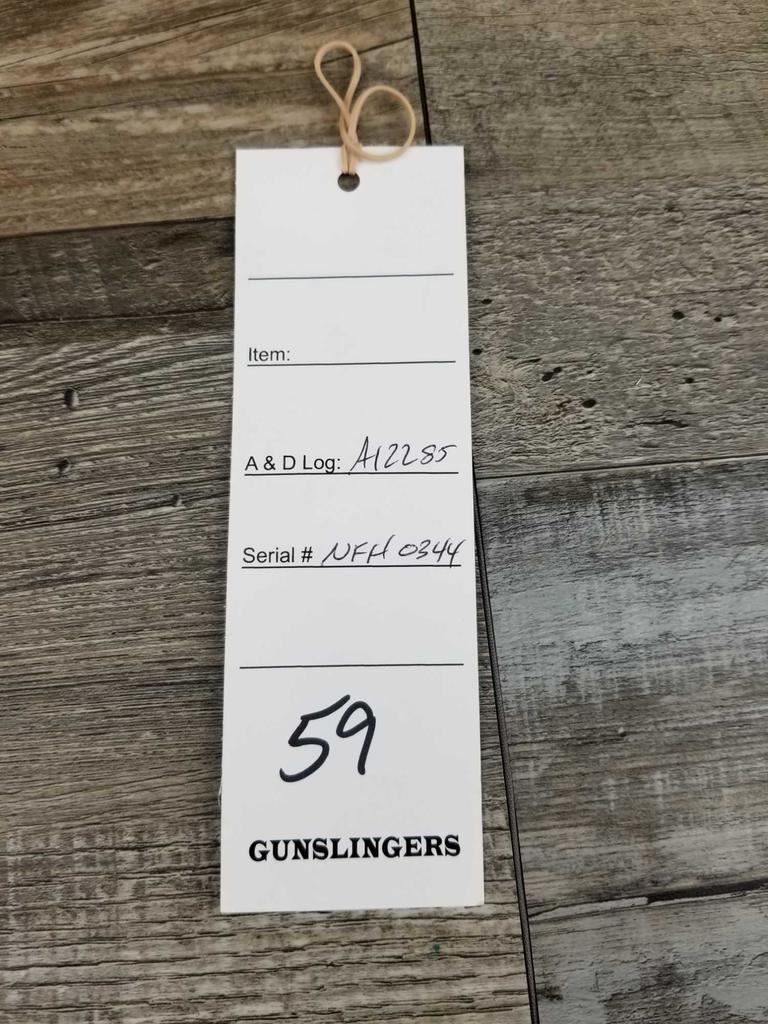 Item:
A & D Log: A12285
Serial # NFH 0344
59
GUNSLINGERS